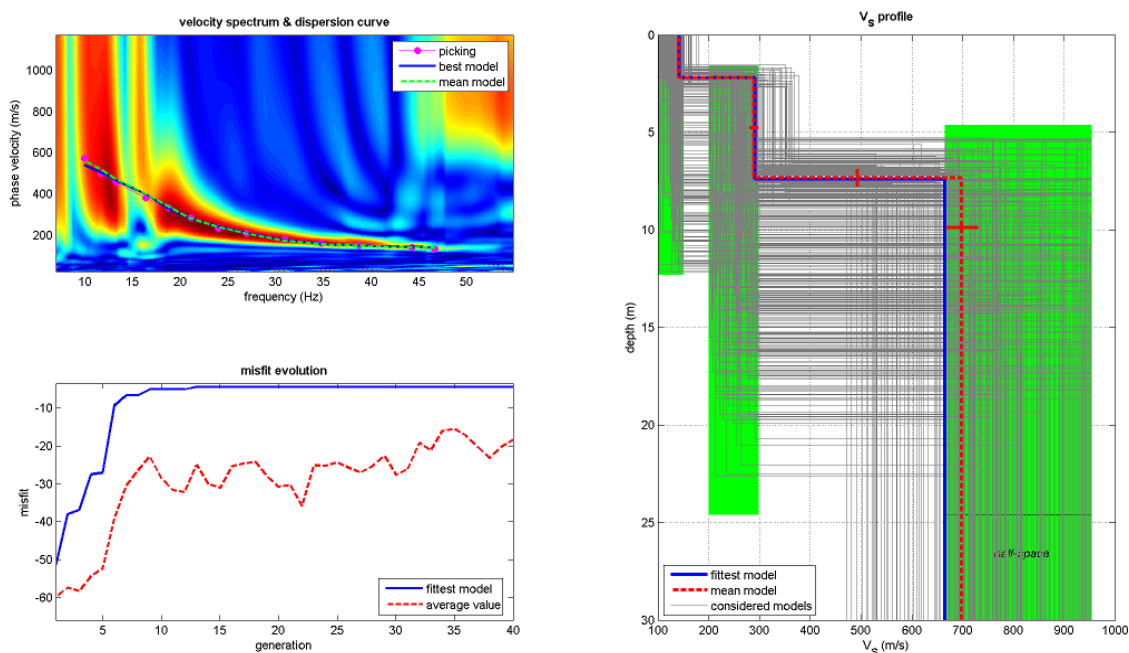 velocity spectrum & dispersion curve
picking
best model
mean model
1000
800
600
400
200
phase velocity (m/s)
10 15 20 25 30 35 40 45 50
frequency (Hz)
misfit evolution
-10
-20
-30
-40
-50
-60
misfit
fittest model
average value
5 10 15 20 25 30 35 40
generation
VS profile
0
5
10
15
20
25
30
depth (m)
half-space
fittest model
mean model
considered models
100 200 300 400 500 600 700 800 900 1000
VS (m/s)